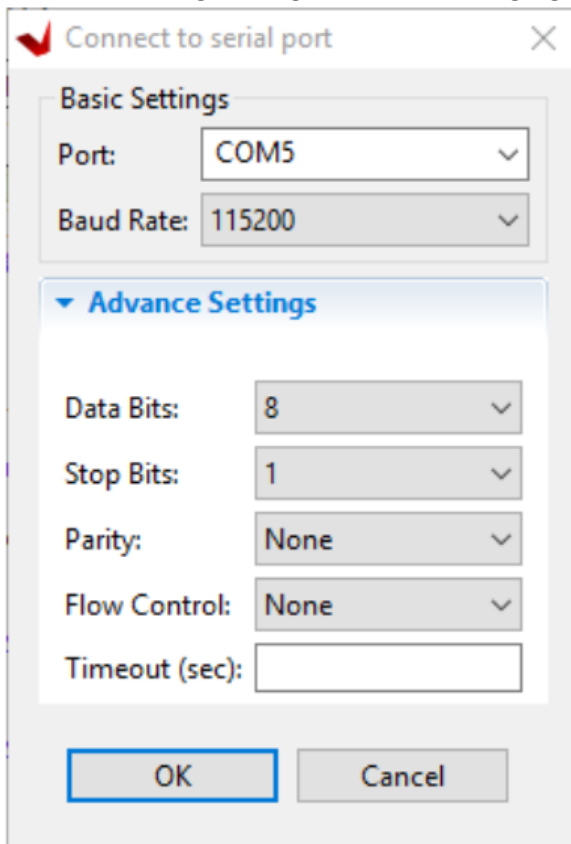 Connect to serial port
Basic Settings
Port: COM5
Baud Rate: 115200
Advance Settings
Data Bits: 8
Stop Bits: 1
Parity: None
Flow Control: None
Timeout (sec):
OK Cancel